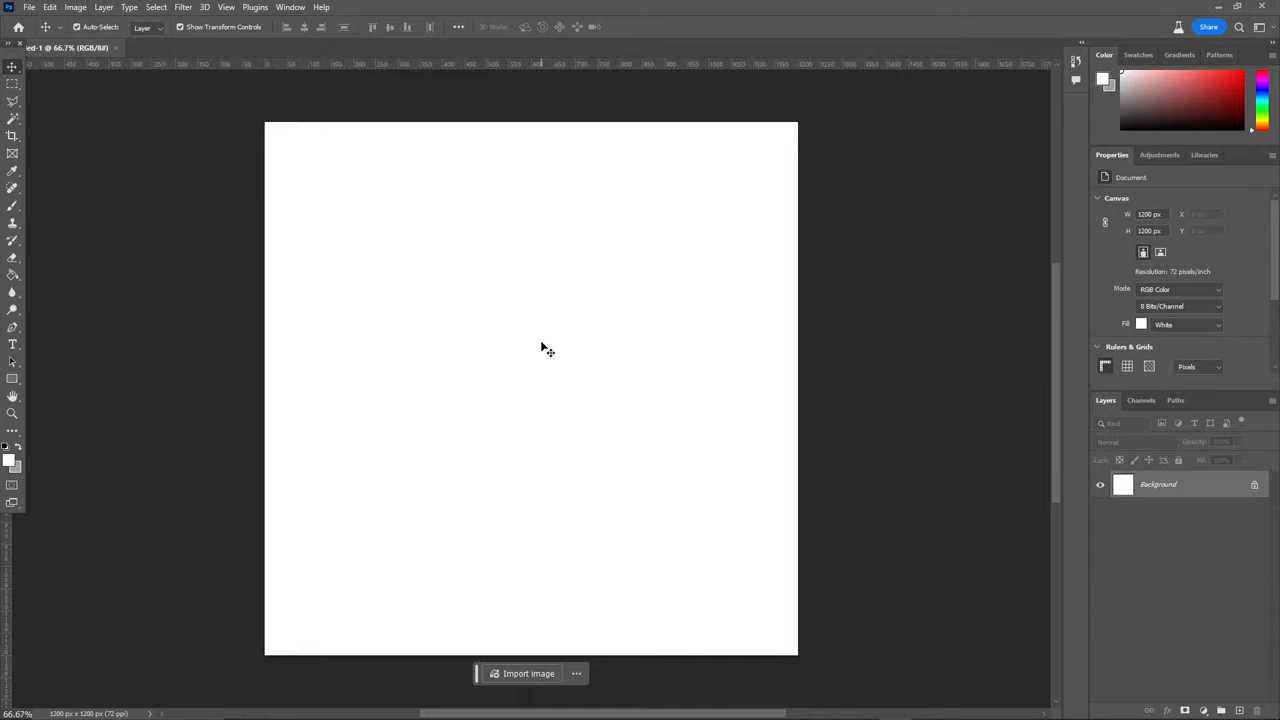 Ps File Edit Image Layer Type Select Filter 3D View Plugins Window Help
Auto-Select: Layer Show Transform Controls 3D Mode: Share
ed-1 @ 66.7% (RGB/8#)
Color Swatches Gradients Patterns
Properties Adjustments Libraries
Document
Canvas
W 1200 px X 0 px
H 1200 px Y 0 px
Resolution: 72 pixels/inch
Mode RGB Color
8 Bits/Channel
Fill White
Rulers & Grids
Pixels
Layers Channels Paths
Kind
Normal Opacity: 100%
Lock: Fill: 100%
Background
T
Import image
66.67% 1200 px x 1200 px (72 ppi)